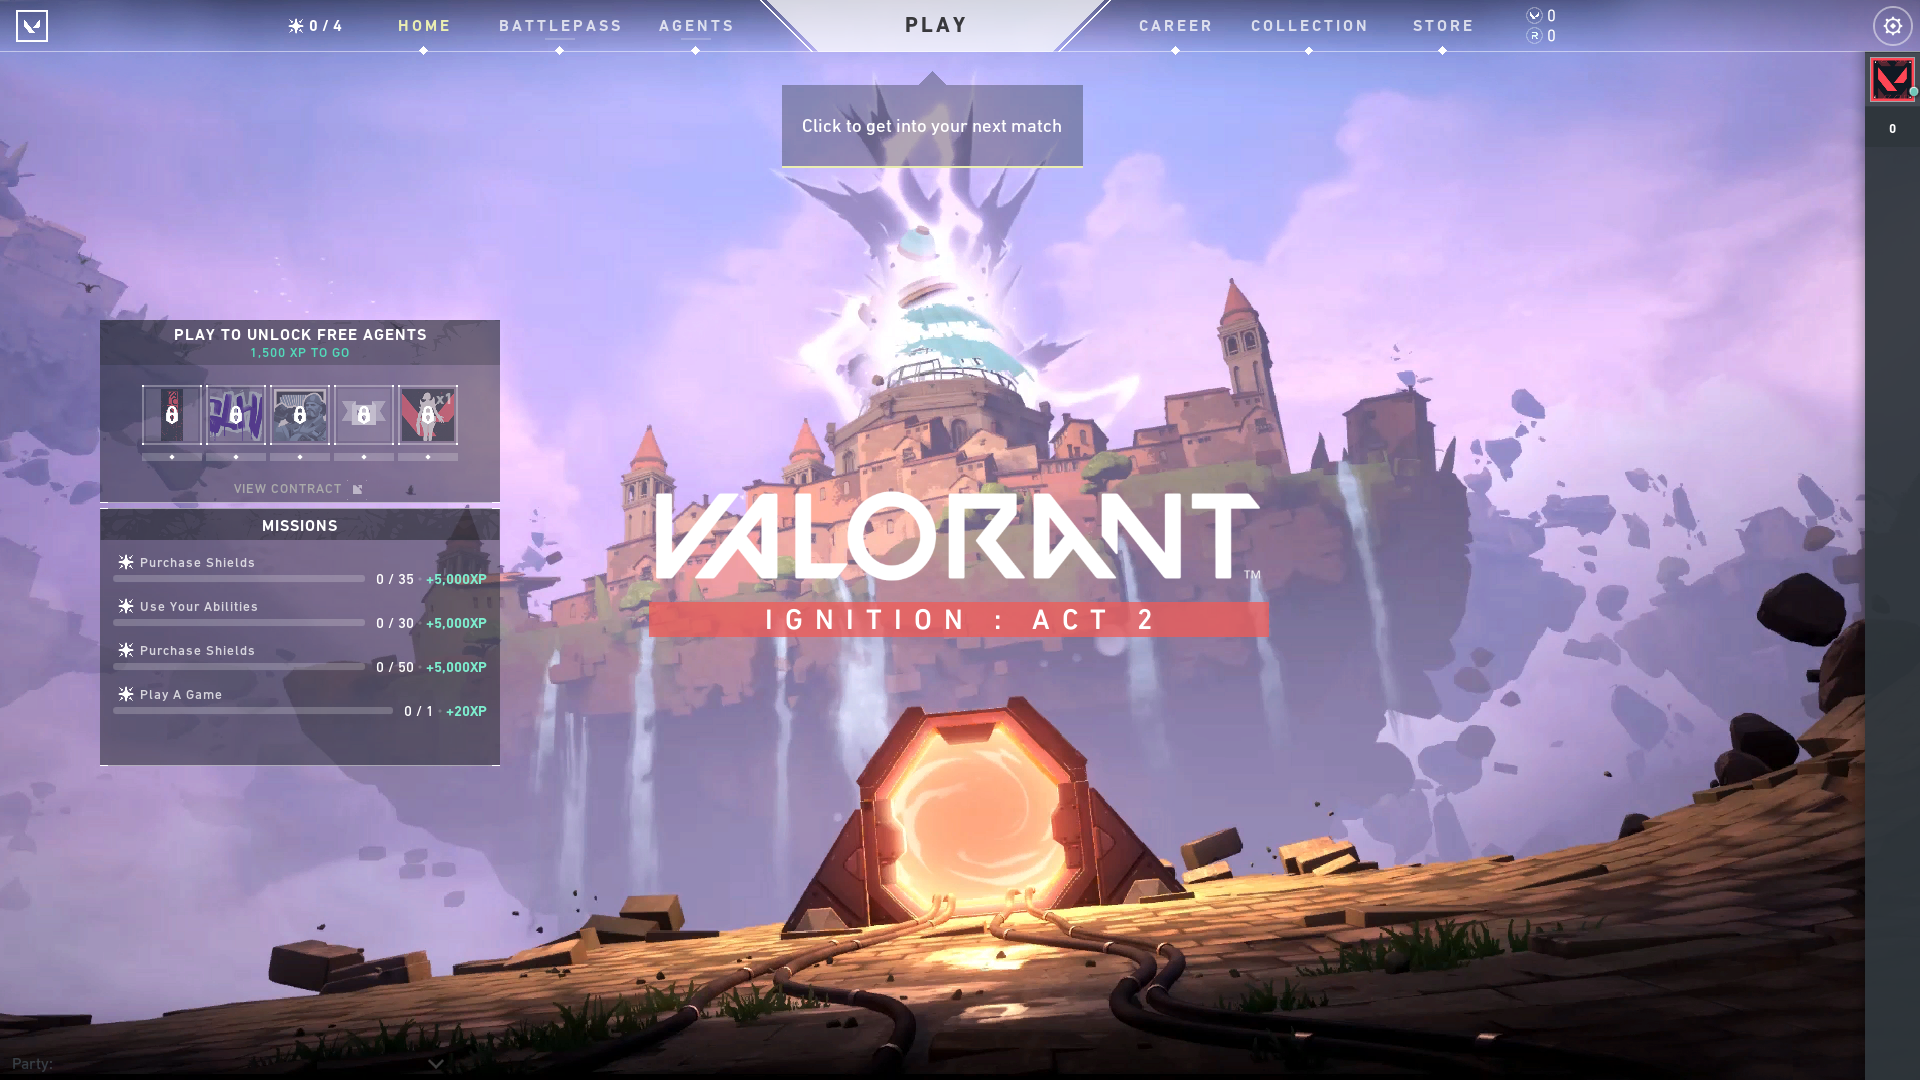 0 / 4
HOME
BATTLEPASS
AGENTS
PLAY
CAREER
COLLECTION
STORE
0
R 0
0
Click to get into your next match
PLAY TO UNLOCK FREE AGENTS
1,500 XP TO GO
x1
VIEW CONTRACT
MISSIONS
Purchase Shields
0 / 35 · +5,000XP
Use Your Abilities
0 / 30 · +5,000XP
Purchase Shields
0 / 50 · +5,000XP
Play A Game
0 / 1 · +20XP
VALORANT™
IGNITION : ACT 2
Party: